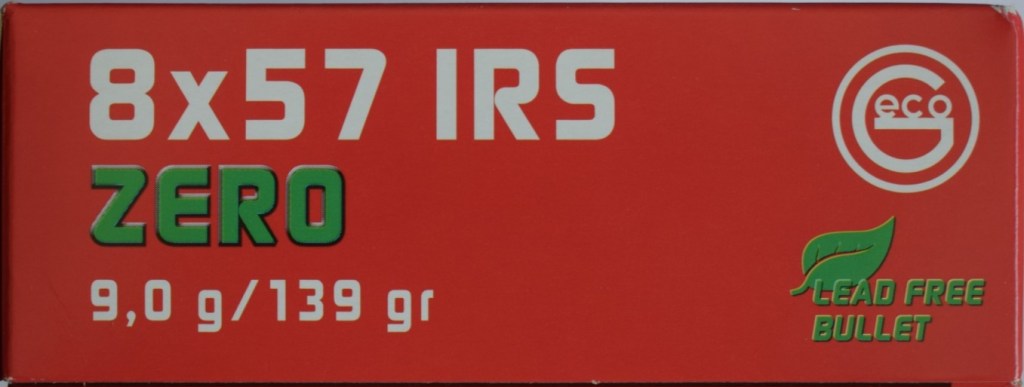 8x57 IRS
ZERO
9,0 g/139 gr
Geco
LEAD FREE
BULLET